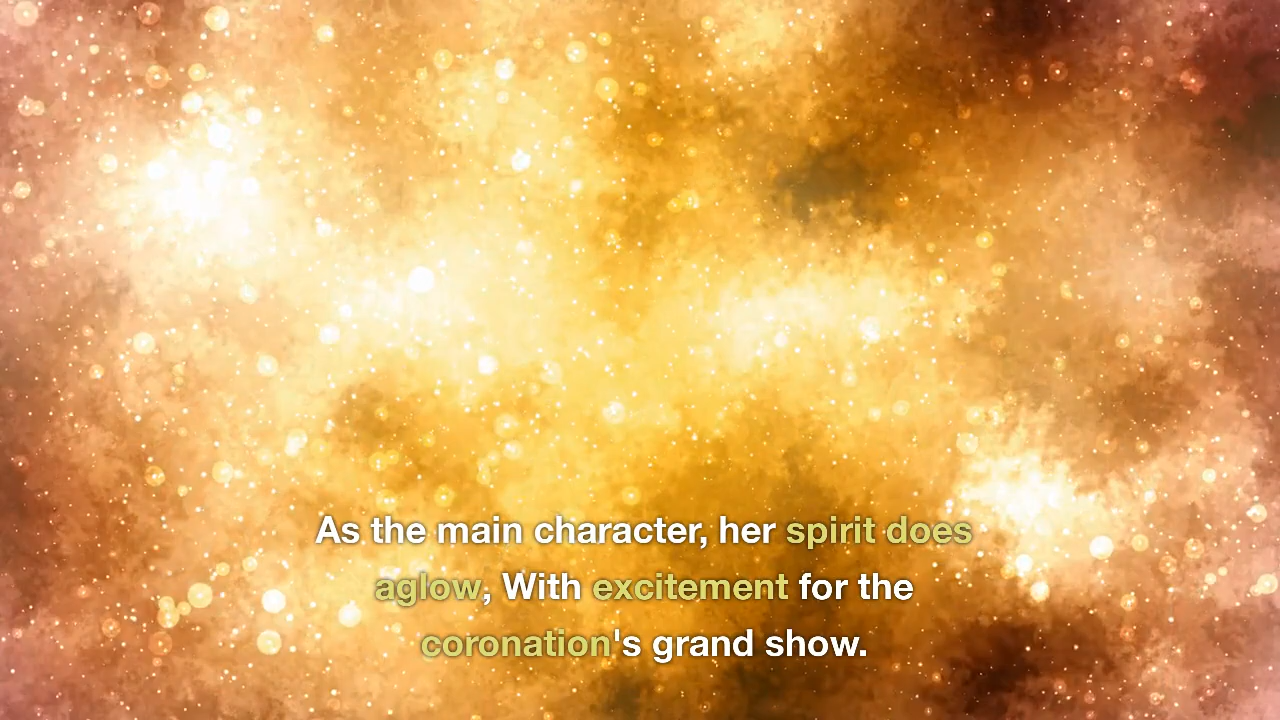 As the main character, her spirit does
aglow, With excitement for the
coronation's grand show.